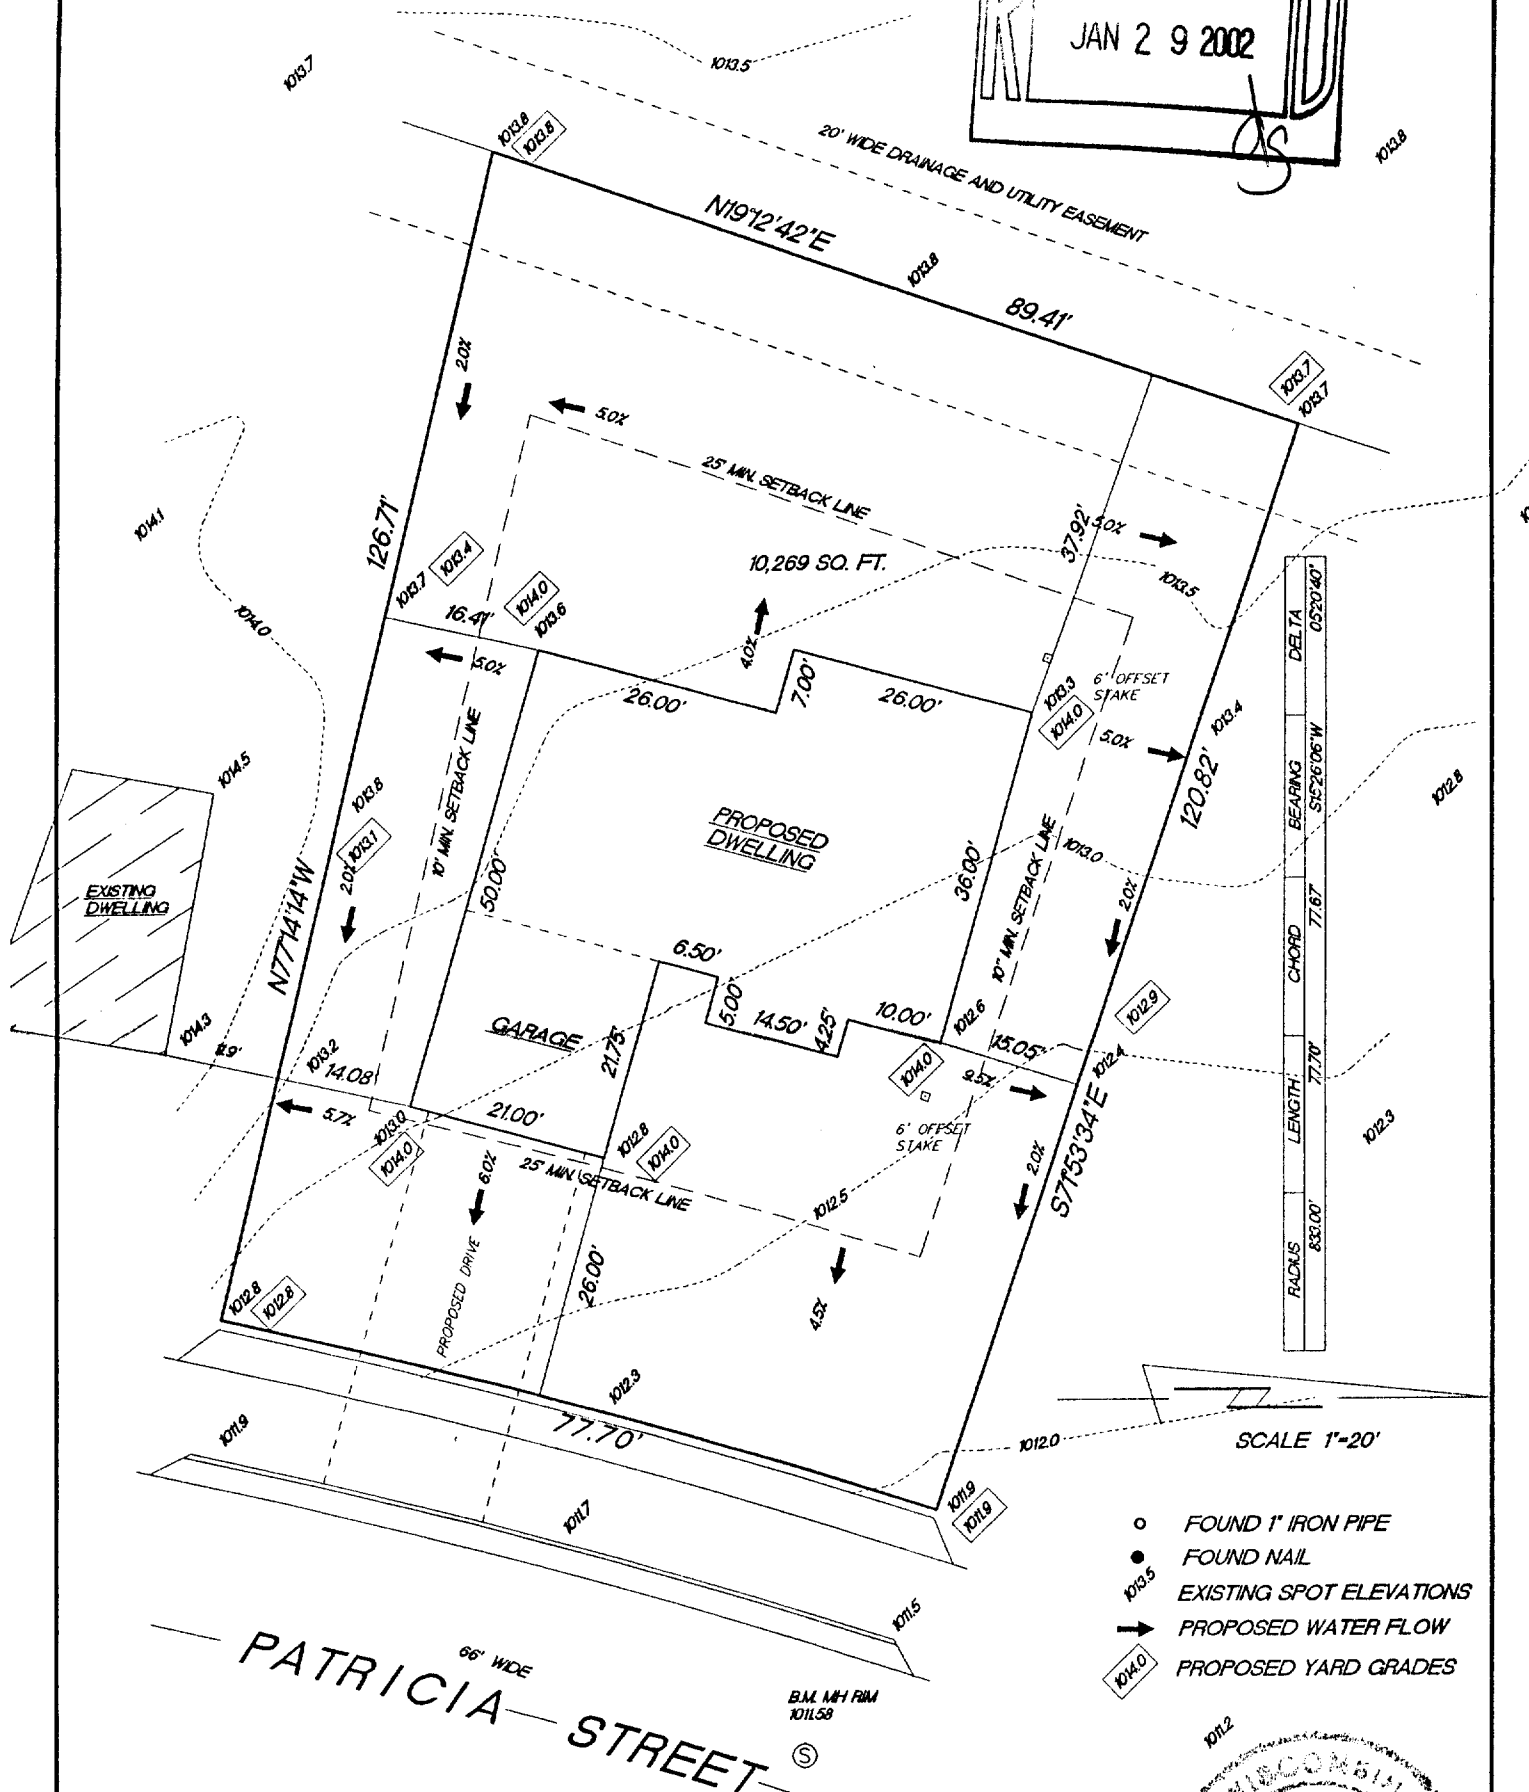 JAN 2 9 2002
1013.7
1013.5
1013.8
1013.8
1013.8
20' WIDE DRAINAGE AND UTILITY EASEMENT
N19°12'42"E
1013.8
89.41'
1013.7
1013.7
2.0%
5.0%
25' MIN. SETBACK LINE
126.71'
1014.1
10,269 SQ. FT.
37.92'
5.0%
1013.5
1013.4
1013.7
1014.0
1013.6
16.41'
1014.0
5.0%
4.0%
26.00'
7.00'
26.00'
1013.3
1014.0
6' OFFSET
STAKE
5.0%
1013.4
120.82'
1012.8
1014.5
1013.8
1013.1
2.0%
10' MIN. SETBACK LINE
50.00'
PROPOSED
DWELLING
36.00'
10" MIN. SETBACK LINE
1013.0
2.0%
EXISTING
DWELLING
N77°14'14"W
6.50'
5.00'
14.50'
4.25'
10.00'
1012.6
15.05'
1012.9
1012.4
GARAGE
21.75'
1014.3
1013.2
14.08'
5.7%
1013.0
1014.0
21.00'
1012.8
1014.0
1014.0
9.5%
6' OFFSET
STAKE
2.0%
S71°53'34"E
1012.3
25' MIN. SETBACK LINE
6.0%
1012.5
4.5%
PROPOSED DRIVE
26.00'
1012.8
1012.8
1012.3
77.70'
1011.9
1012.0
1011.9
1011.9
1011.7
1011.5
RADIUS LENGTH CHORD BEARING DELTA
833.00' 77.70' 77.67 S15°26'06"W 05°20'40"
SCALE 1"=20'
FOUND 1" IRON PIPE
FOUND NAIL
1013.5 EXISTING SPOT ELEVATIONS
PROPOSED WATER FLOW
1014.0 PROPOSED YARD GRADES
66' WIDE
PATRICIA STREET
B.M. MH RIM
1011.58
S
1011.2